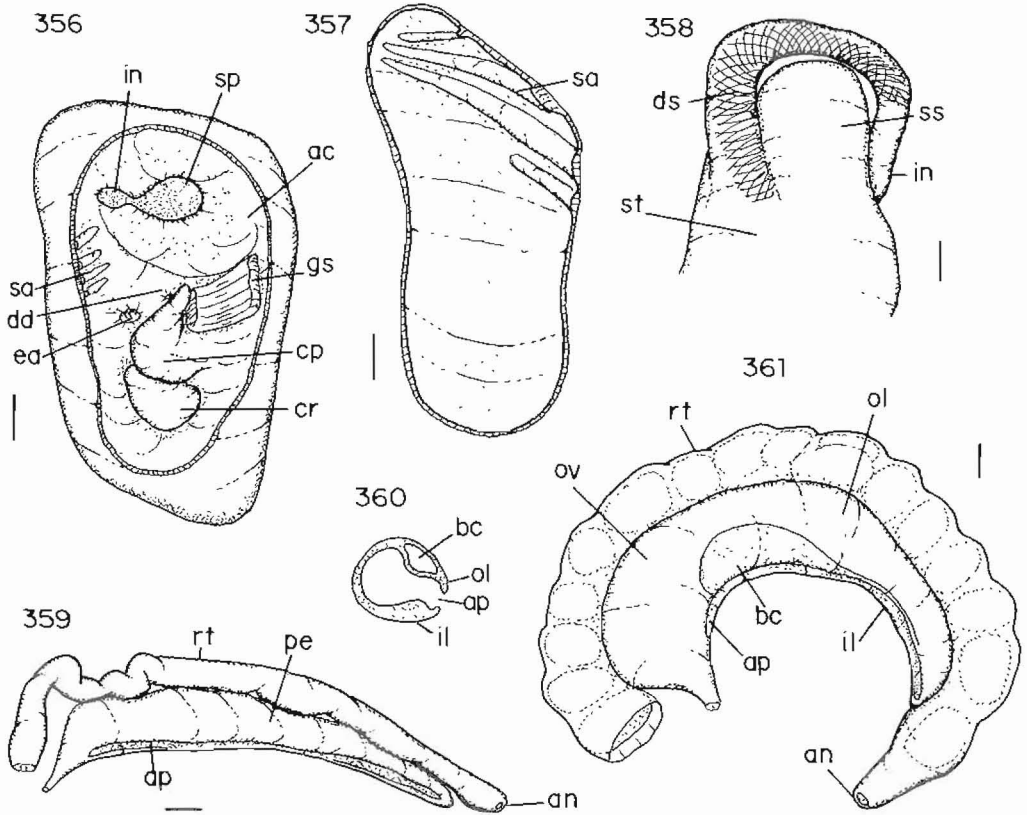 356
in
sp
ac
sa
gs
dd
ea
cp
cr
357
sa
358
ds
ss
in
st
359
rt
pe
ap
an
360
bc
ol
ap
il
361
rt
ol
ov
bc
ap
il
an